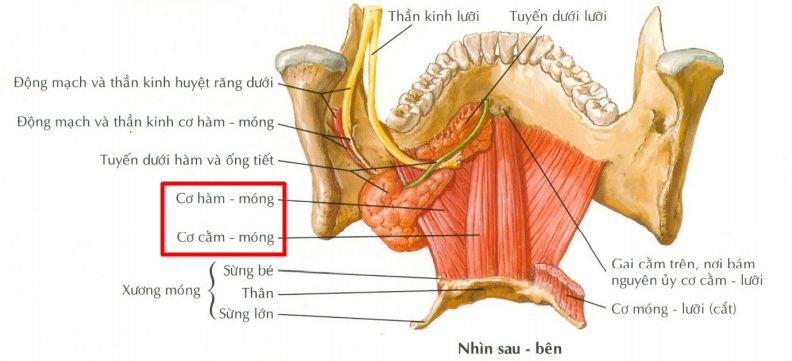 Thần kinh lưỡi
Tuyến dưới lưỡi
Động mạch và thần kinh huyệt răng dưới
Động mạch và thần kinh cơ hàm - móng
Tuyến dưới hàm và ống tiết
Cơ hàm - móng
Cơ cằm - móng
Xương móng
Sừng bé
Thân
Sừng lớn
Gai cằm trên, nơi bám
nguyên ủy cơ cằm - lưỡi
Cơ móng - lưỡi (cắt)
Nhìn sau - bên